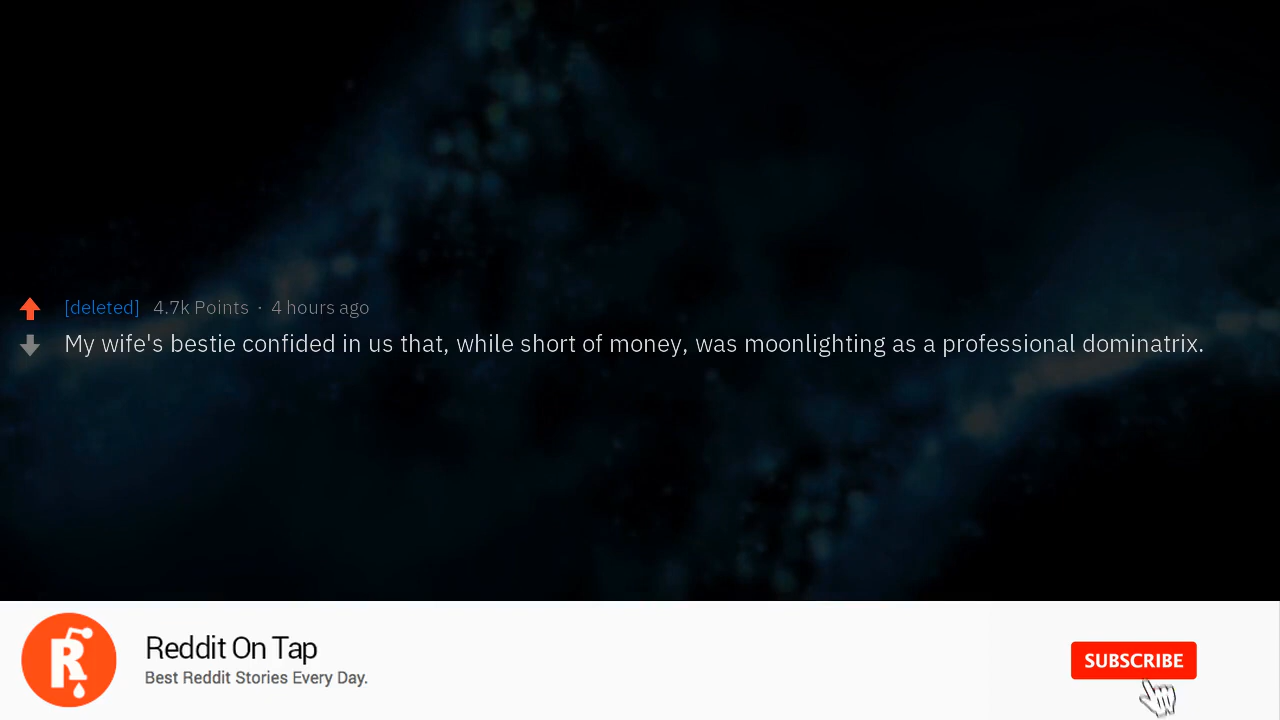 [deleted] 4.7k Points · 4 hours ago
My wife's bestie confided in us that, while short of money, was moonlighting as a professional dominatrix.
Reddit On Tap
Best Reddit Stories Every Day.
SUBSCRIBE